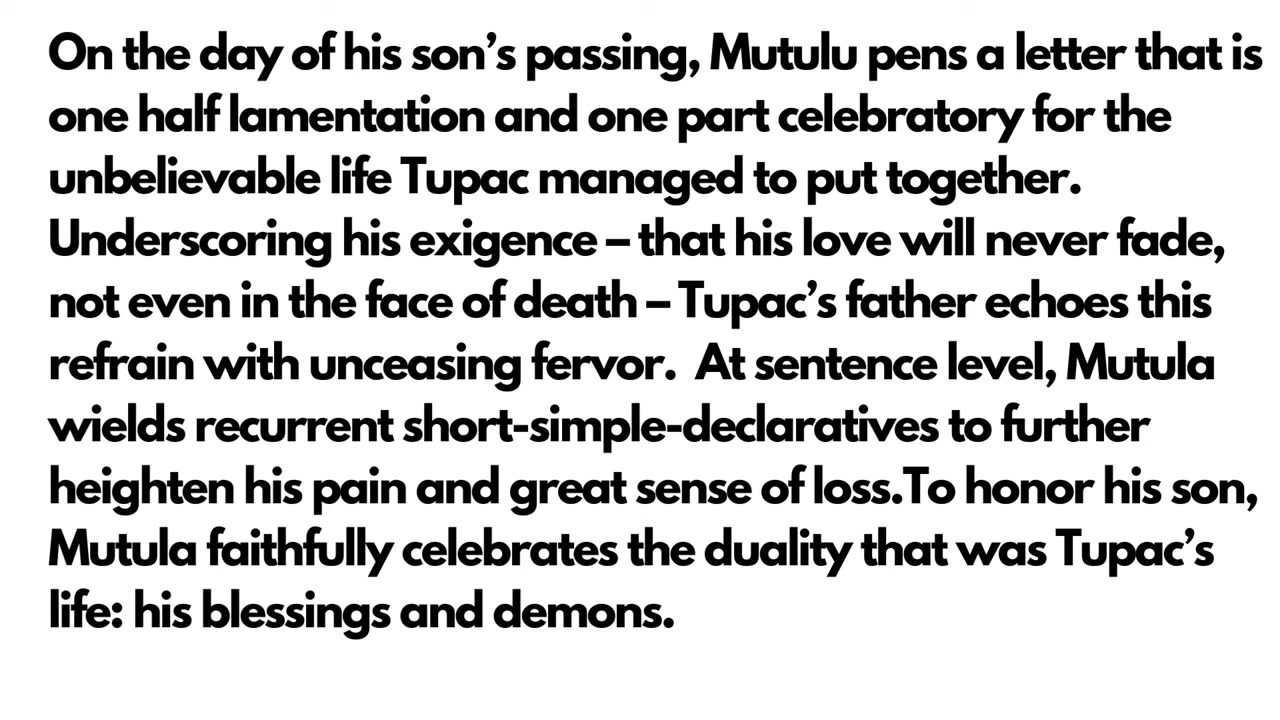 On the day of his son’s passing, Mutulu pens a letter that is
one half lamentation and one part celebratory for the
unbelievable life Tupac managed to put together.
Underscoring his exigence – that his love will never fade,
not even in the face of death – Tupac’s father echoes this
refrain with unceasing fervor.  At sentence level, Mutula
wields recurrent short-simple-declaratives to further
heighten his pain and great sense of loss.To honor his son,
Mutula faithfully celebrates the duality that was Tupac’s
life: his blessings and demons.